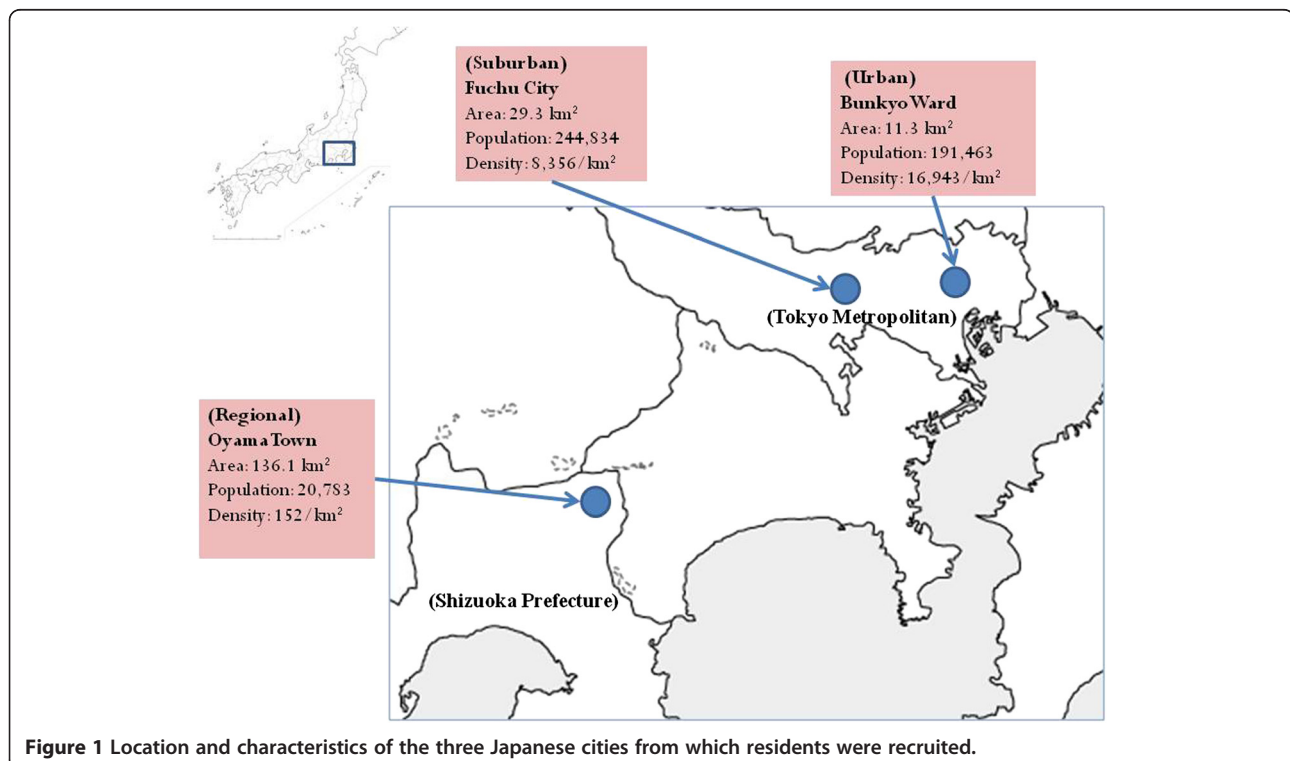 (Suburban)
Fuchu City
Area: 29.3 km²
Population: 244,834
Density: 8,356/km²
(Urban)
Bunkyo Ward
Area: 11.3 km²
Population: 191,463
Density: 16,943/km²
(Tokyo Metropolitan)
(Regional)
Oyama Town
Area: 136.1 km²
Population: 20,783
Density: 152/km²
(Shizuoka Prefecture)
Figure 1 Location and characteristics of the three Japanese cities from which residents were recruited.